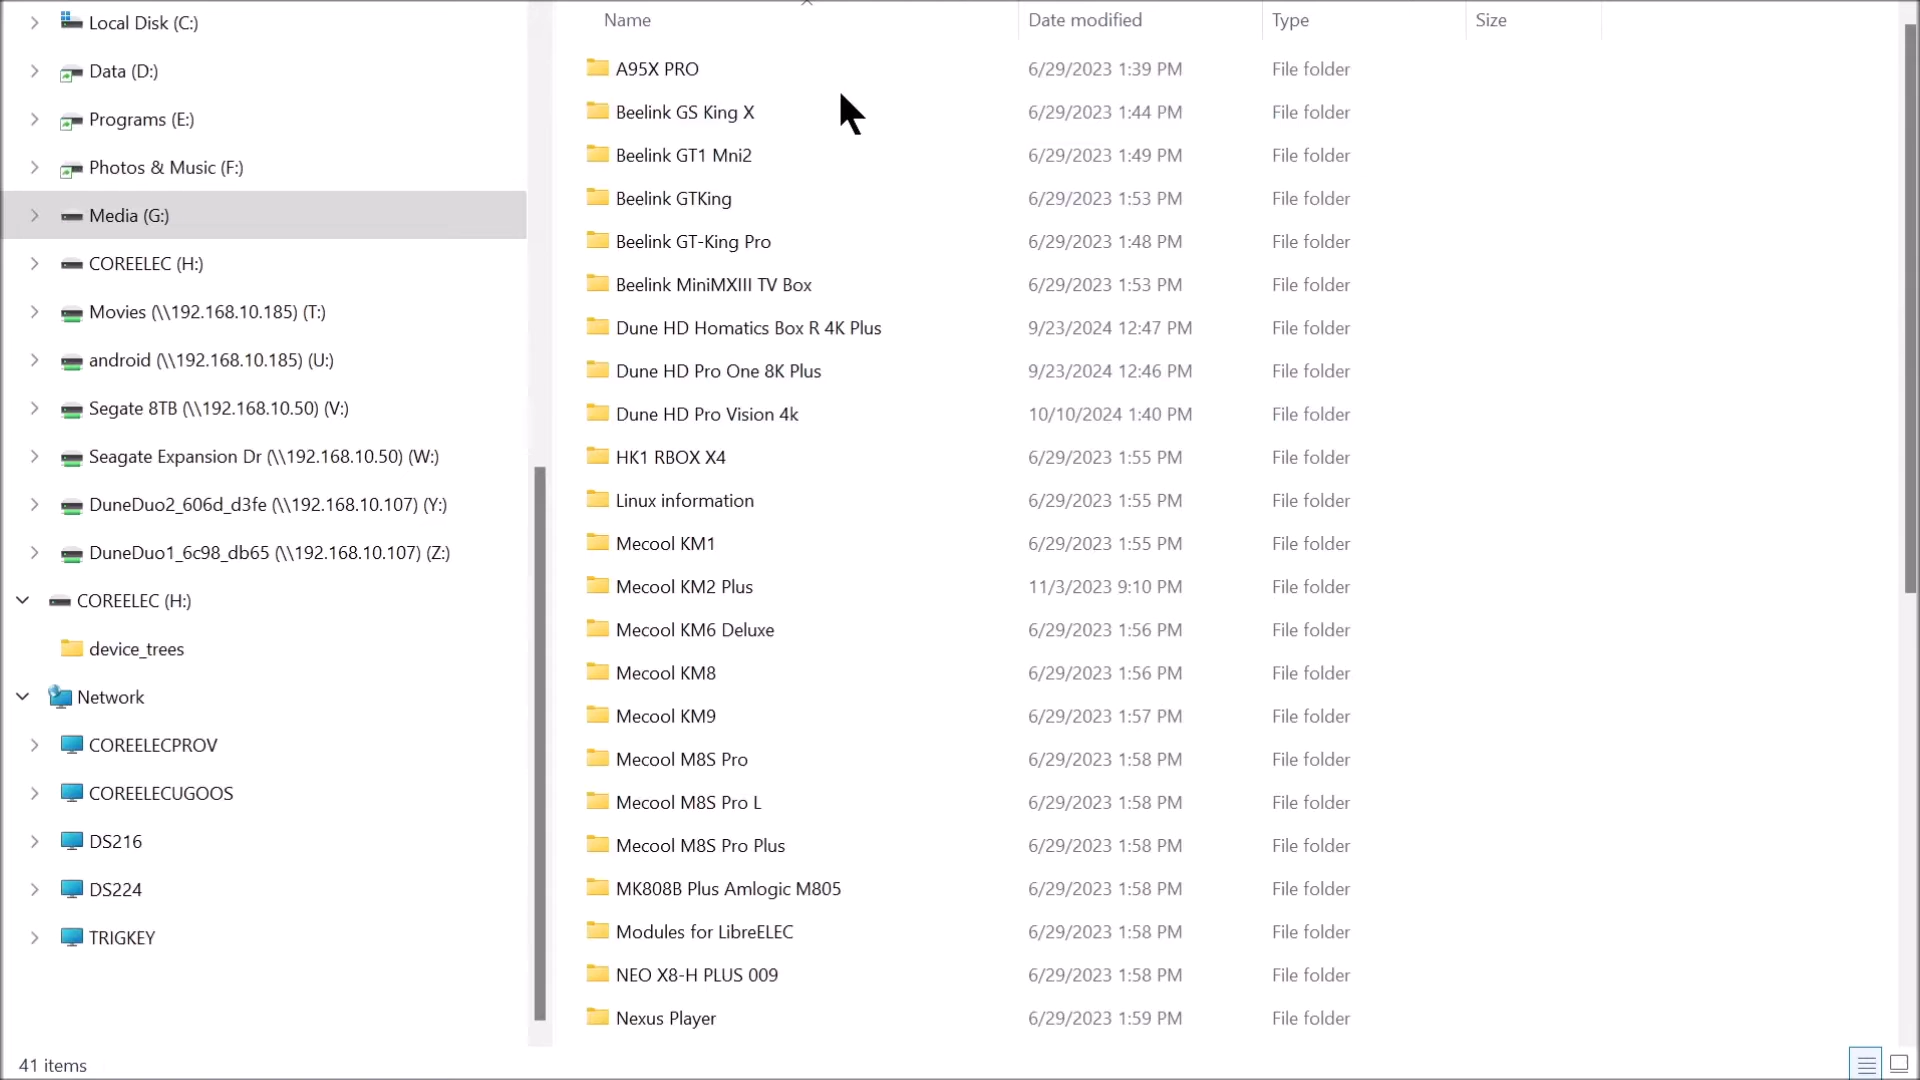 Local Disk (C:)
Data (D:)
Programs (E:)
Photos & Music (F:)
Media (G:)
COREELEC (H:)
Movies (\\192.168.10.185) (T:)
android (\\192.168.10.185) (U:)
Segate 8TB (\\192.168.10.50) (V:)
Seagate Expansion Dr (\\192.168.10.50) (W:)
DuneDuo2_606d_d3fe (\\192.168.10.107) (Y:)
DuneDuo1_6c98_db65 (\\192.168.10.107) (Z:)
COREELEC (H:)
device_trees
Network
COREELECPROV
COREELECUGOOS
DS216
DS224
TRIGKEY
Name Date modified Type Size
A95X PRO 6/29/2023 1:39 PM File folder
Beelink GS King X 6/29/2023 1:44 PM File folder
Beelink GT1 Mni2 6/29/2023 1:49 PM File folder
Beelink GTKing 6/29/2023 1:53 PM File folder
Beelink GT-King Pro 6/29/2023 1:48 PM File folder
Beelink MiniMXIII TV Box 6/29/2023 1:53 PM File folder
Dune HD Homatics Box R 4K Plus 9/23/2024 12:47 PM File folder
Dune HD Pro One 8K Plus 9/23/2024 12:46 PM File folder
Dune HD Pro Vision 4k 10/10/2024 1:40 PM File folder
HK1 RBOX X4 6/29/2023 1:55 PM File folder
Linux information 6/29/2023 1:55 PM File folder
Mecool KM1 6/29/2023 1:55 PM File folder
Mecool KM2 Plus 11/3/2023 9:10 PM File folder
Mecool KM6 Deluxe 6/29/2023 1:56 PM File folder
Mecool KM8 6/29/2023 1:56 PM File folder
Mecool KM9 6/29/2023 1:57 PM File folder
Mecool M8S Pro 6/29/2023 1:58 PM File folder
Mecool M8S Pro L 6/29/2023 1:58 PM File folder
Mecool M8S Pro Plus 6/29/2023 1:58 PM File folder
MK808B Plus Amlogic M805 6/29/2023 1:58 PM File folder
Modules for LibreELEC 6/29/2023 1:58 PM File folder
NEO X8-H PLUS 009 6/29/2023 1:58 PM File folder
Nexus Player 6/29/2023 1:59 PM File folder
41 items